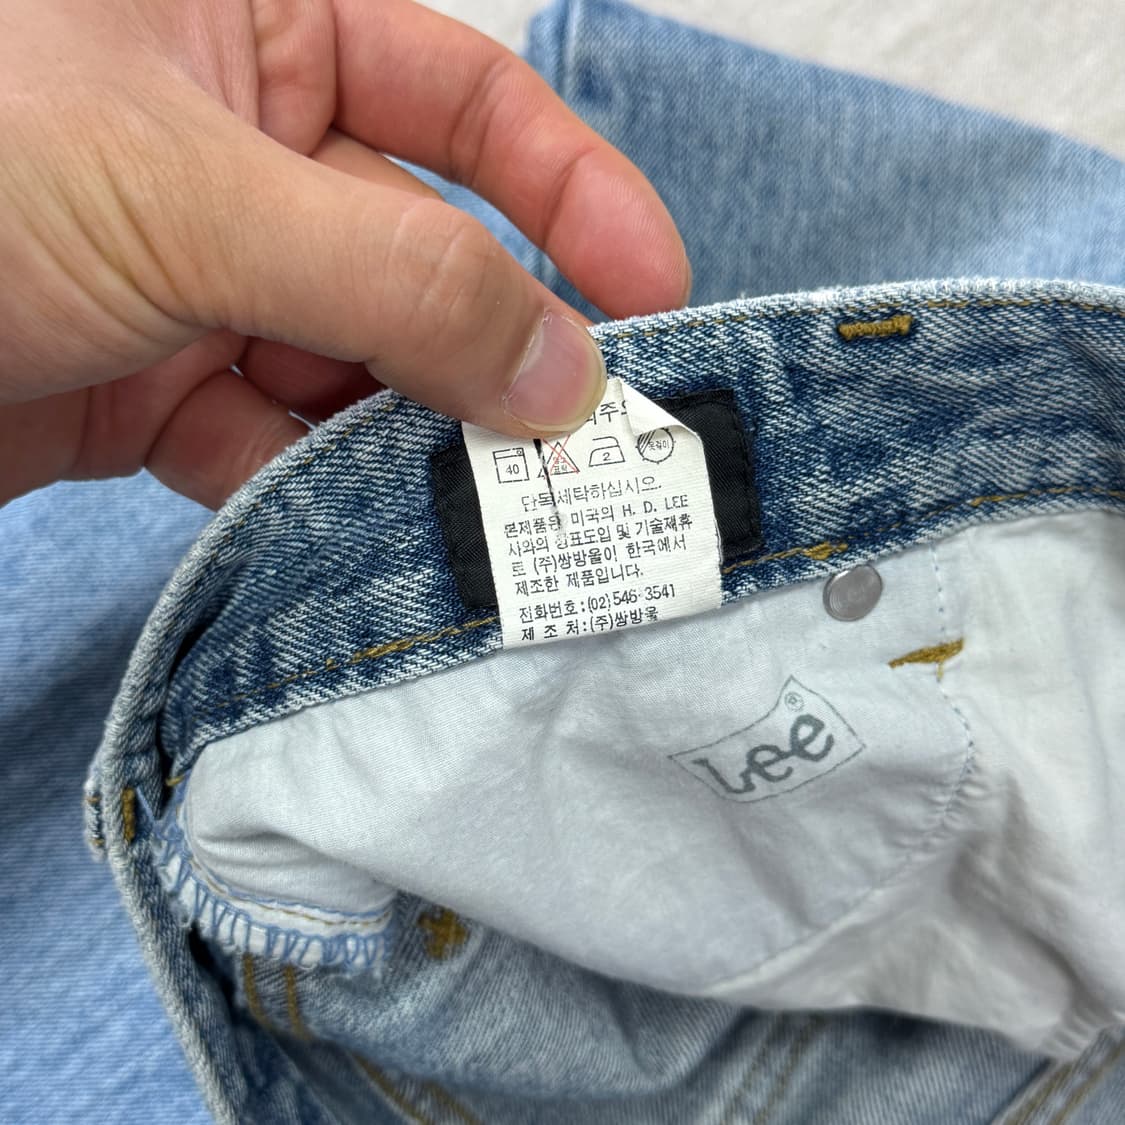 40
2
옷걸이
단독세탁하십시오.
본제품은 미국의 H. D. LEE
사와의 상표도입 및 기술제휴
로 (주)쌍방울이 한국에서
제조한 제품입니다.
전화번호:(02)546-3541
제 조 처:(주)쌍방울
Lee ®